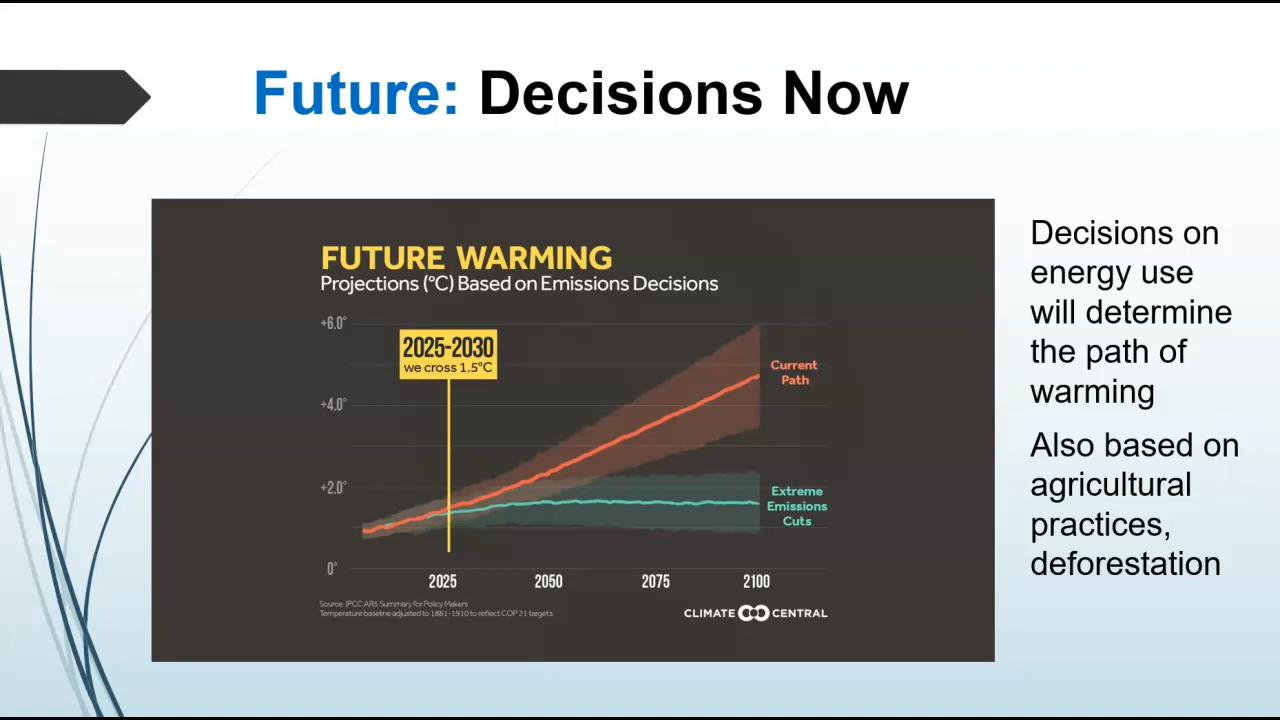 Future: Decisions Now
FUTURE WARMING
Projections (°C) Based on Emissions Decisions
+6.0°
2025-2030
we cross 1.5°C
Current
Path
+4.0°
+2.0°
Extreme
Emissions
Cuts
0°
2025 2050 2075 2100
Source: IPCC AR5 Summary for Policy Makers
Temperature baseline adjusted to 1881-1910 to reflect COP 21 targets
CLIMATE CENTRAL
Decisions on
energy use
will determine
the path of
warming
Also based on
agricultural
practices,
deforestation